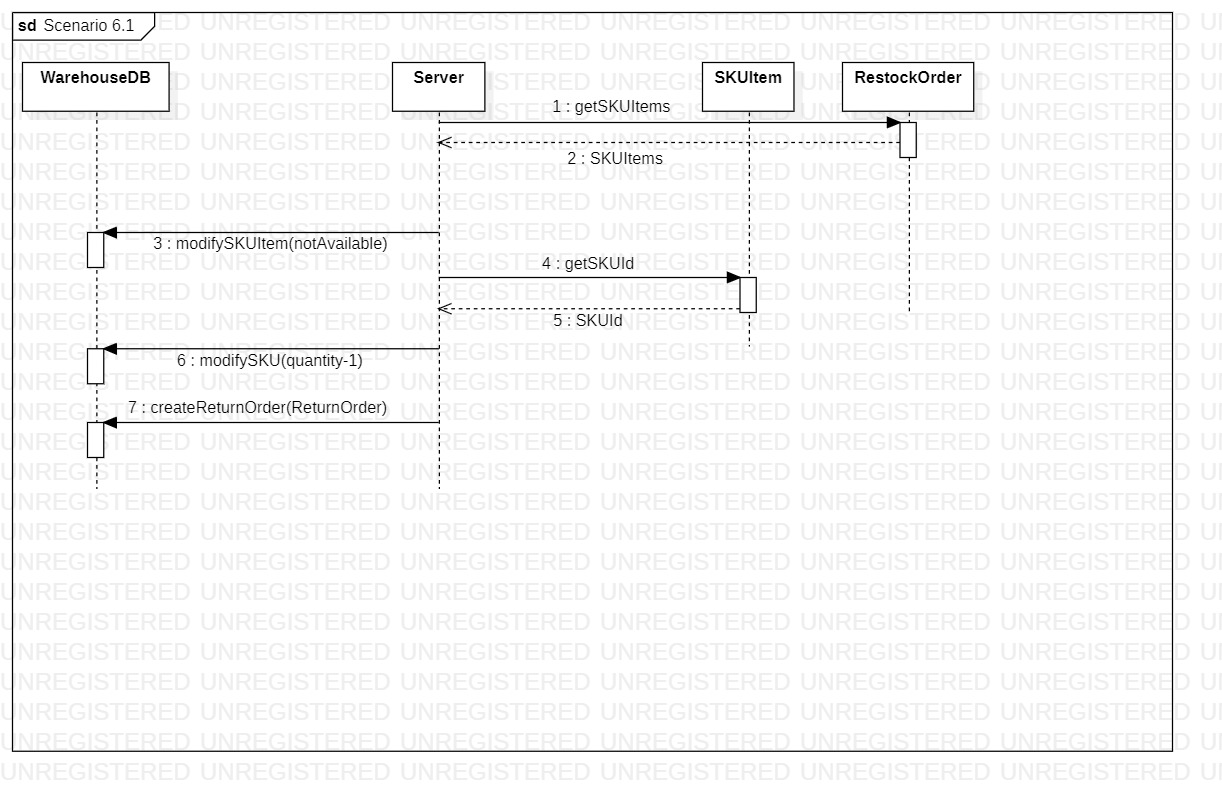 sd Scenario 6.1
WarehouseDB
Server
SKUItem
RestockOrder
1 : getSKUItems
2 : SKUItems
3 : modifySKUItem(notAvailable)
4 : getSKUId
5 : SKUId
6 : modifySKU(quantity-1)
7 : createReturnOrder(ReturnOrder)
UNREGISTERED UNREGISTERED UNREGISTERED UNREGISTERED UNREGISTERED UNREGISTERED